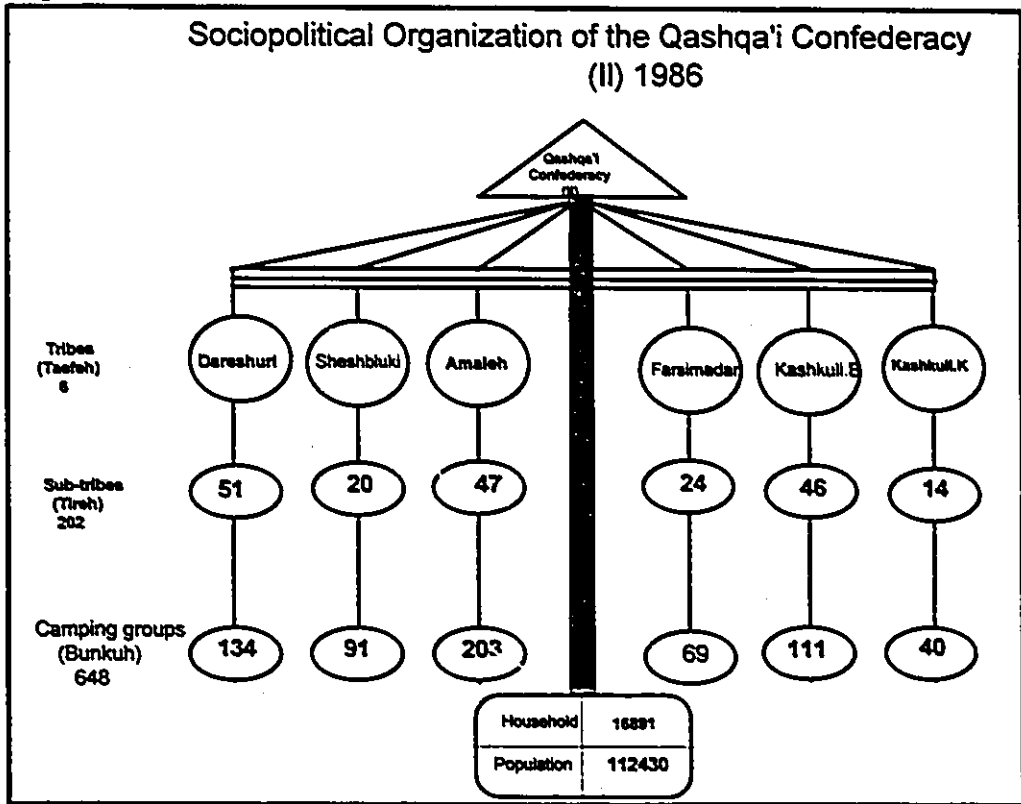 Sociopolitical Organization of the Qashqa'i Confederacy
(II) 1986
Qashqa'i
Confederacy
(II)
Tribes
(Taefeh)
6
Dareshuri
Sheshbluki
Amaleh
Farsimadan
Kashkuli.B
Kashkuli.K
Sub-tribes
(Tireh)
202
51
20
47
24
46
14
Camping groups
(Bunkuh)
648
134
91
203
69
111
40
Household 16891
Population 112430